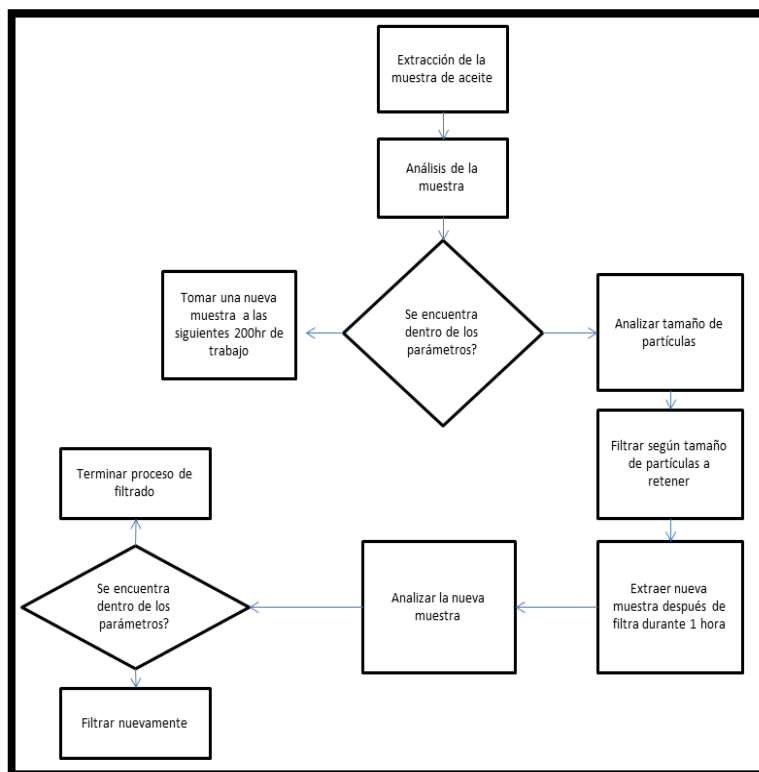 Extracción de la
muestra de aceite
Análisis de la
muestra
Se encuentra
dentro de los
parámetros?
Tomar una nueva
muestra a las
siguientes 200hr de
trabajo
Analizar tamaño de
partículas
Filtrar según tamaño
de partículas a
retener
Extraer nueva
muestra después de
filtra durante 1 hora
Analizar la nueva
muestra
Se encuentra
dentro de los
parámetros?
Terminar proceso de
filtrado
Filtrar nuevamente